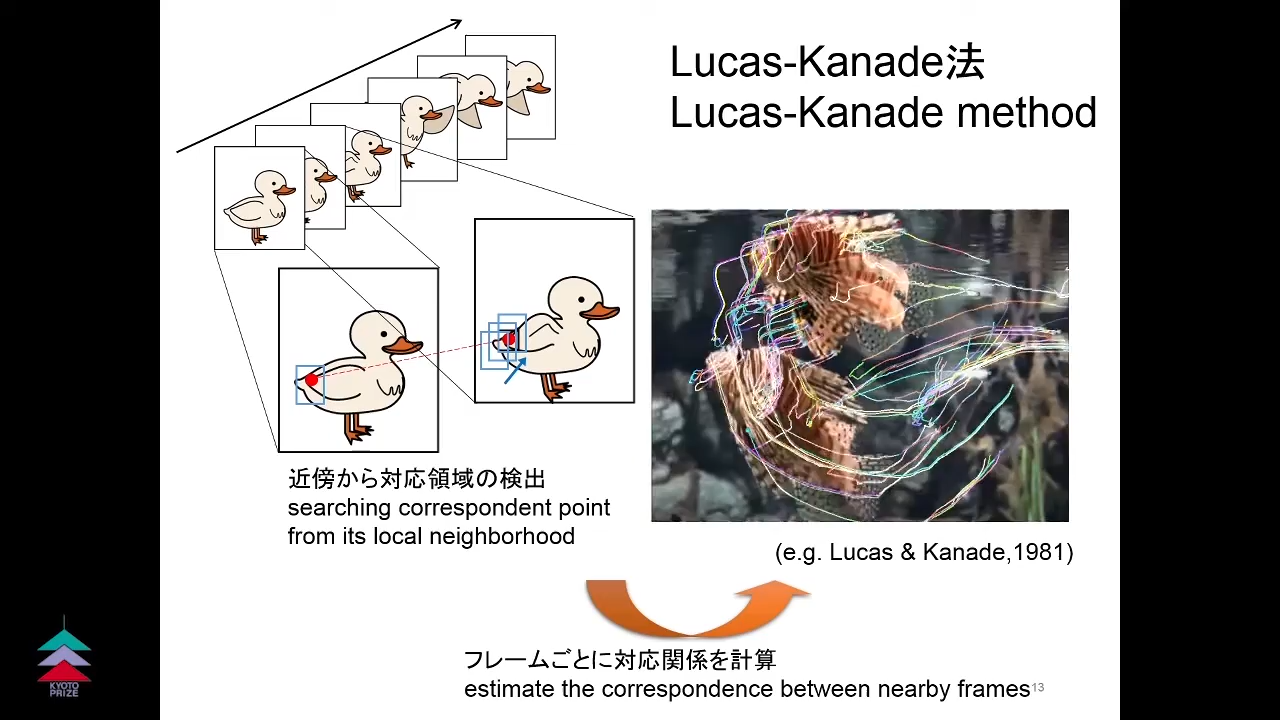 Lucas-Kanade法
Lucas-Kanade method
近傍から対応領域の検出
searching correspondent point
from its local neighborhood
(e.g. Lucas & Kanade,1981)
フレームごとに対応関係を計算
estimate the correspondence between nearby frames
13
KYOTO
PRIZE